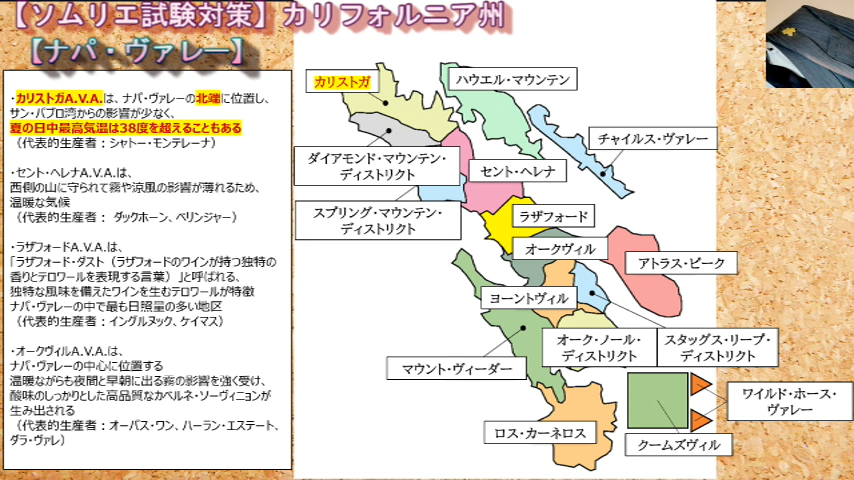 【ソムリエ試験対策】カリフォルニア州
【ナパ・ヴァレー】
・カリストガA.V.A.は、ナパ・ヴァレーの北端に位置し、
サン・パブロ湾からの影響が少なく、
夏の日中最高気温は38度を超えることもある
（代表的生産者：シャトー・モンテレーナ）
・セント・ヘレナA.V.A.は、
西側の山に守られて霧や涼風の影響が薄れるため、
温暖な気候
（代表的生産者： ダックホーン、ベリンジャー）
・ラザフォードA.V.A.は、
「ラザフォード・ダスト（ラザフォードのワインが持つ独特の
香りとテロワールを表現する言葉）」と呼ばれる、
独特な風味を備えたワインを生むテロワールが特徴
ナパ・ヴァレーの中で最も日照量の多い地区
（代表的生産者：イングルヌック、ケイマス）
・オークヴィルA.V.A.は、
ナパ・ヴァレーの中心に位置する
温暖ながらも夜間と早朝に出る霧の影響を強く受け、
酸味のしっかりとした高品質なカベルネ・ソーヴィニョンが
生み出される
（代表的生産者：オーパス・ワン、ハーラン・エステート、
ダラ・ヴァレ）
カリストガ
ハウエル・マウンテン
チャイルス・ヴァレー
ダイアモンド・マウンテン・
ディストリクト
セント・ヘレナ
スプリング・マウンテン・
ディストリクト
ラザフォード
オークヴィル
アトラス・ピーク
ヨーントヴィル
オーク・ノール・
ディストリクト
スタッグス・リープ・
ディストリクト
マウント・ヴィーダー
ワイルド・ホース・
ヴァレー
ロス・カーネロス
クームズヴィル